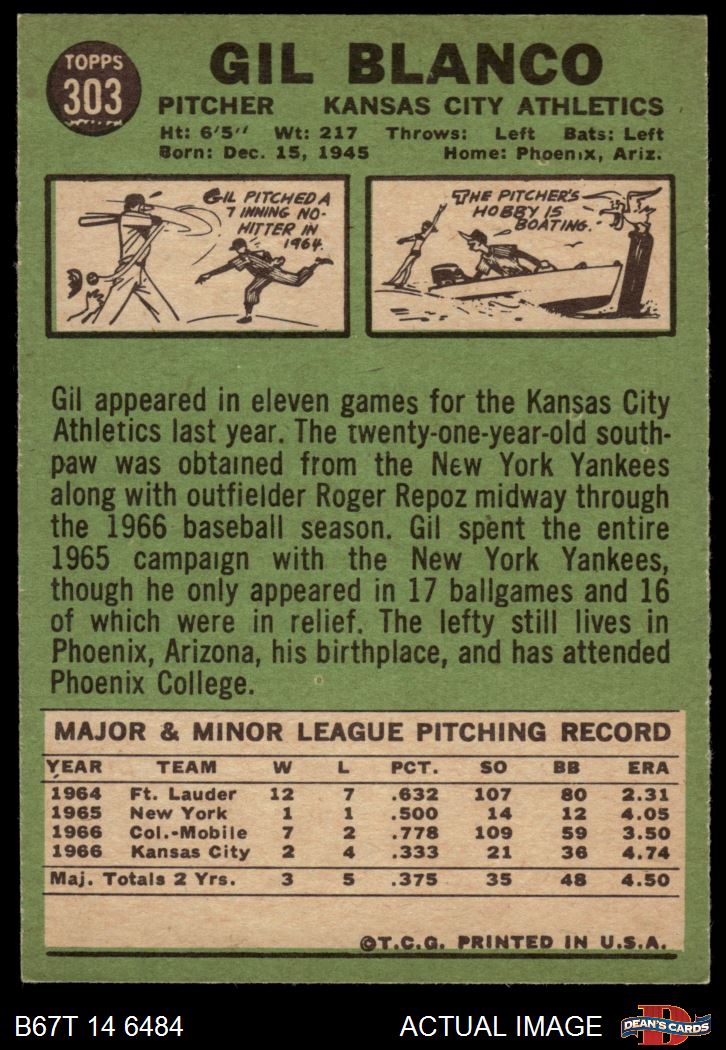 TOPPS
303
GIL BLANCO
PITCHER KANSAS CITY ATHLETICS
Ht: 6'5" Wt: 217 Throws: Left Bats: Left
Born: Dec. 15, 1945 Home: Phoenix, Ariz.
GIL PITCHED A
7 INNING NO-
HITTER IN
1964.
THE PITCHER'S
HOBBY IS
BOATING.
Gil appeared in eleven games for the Kansas City
Athletics last year. The twenty-one-year-old south-
paw was obtained from the New York Yankees
along with outfielder Roger Repoz midway through
the 1966 baseball season. Gil spent the entire
1965 campaign with the New York Yankees,
though he only appeared in 17 ballgames and 16
of which were in relief. The lefty still lives in
Phoenix, Arizona, his birthplace, and has attended
Phoenix College.
MAJOR & MINOR LEAGUE PITCHING RECORD
YEAR TEAM W L PCT. SO BB ERA
1964 Ft. Lauder 12 7 .632 107 80 2.31
1965 New York 1 1 .500 14 12 4.05
1966 Col.-Mobile 7 2 .778 109 59 3.50
1966 Kansas City 2 4 .333 21 36 4.74
Maj. Totals 2 Yrs. 3 5 .375 35 48 4.50
©T.C.G. PRINTED IN U.S.A.
B67T 14 6484 ACTUAL IMAGE
D
DEAN'S CARDS